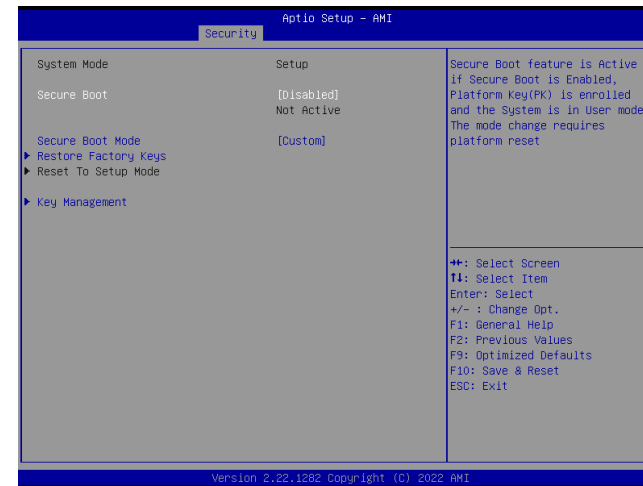 Aptio Setup - AMI
Security
System Mode Setup
Secure Boot [Disabled]
Not Active
Secure Boot Mode [Custom]
Restore Factory Keys
Reset To Setup Mode
Key Management
Secure Boot feature is Active
if Secure Boot is Enabled,
Platform Key(PK) is enrolled
and the System is in User mode
The mode change requires
platform reset
→←: Select Screen
↑↓: Select Item
Enter: Select
+/- : Change Opt.
F1: General Help
F2: Previous Values
F9: Optimized Defaults
F10: Save & Reset
ESC: Exit
Version 2.22.1282 Copyright (C) 2022 AMI